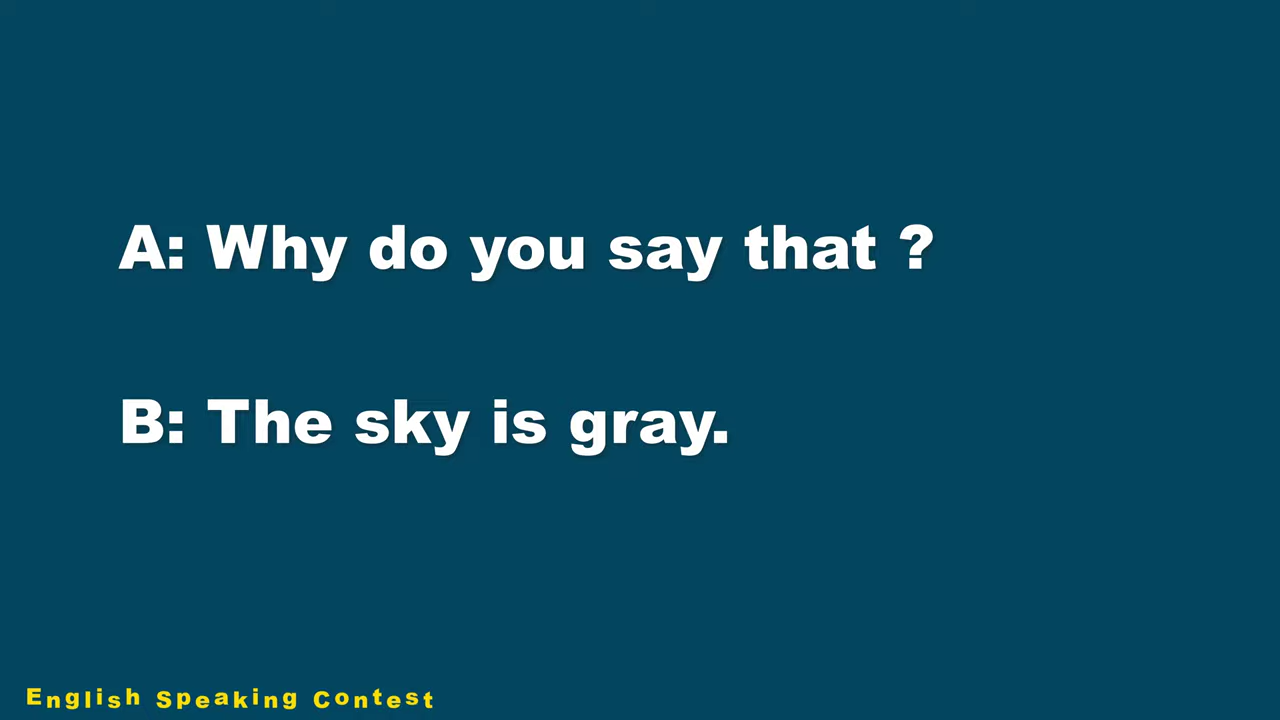 A: Why do you say that ?
B: The sky is gray.
English Speaking Contest